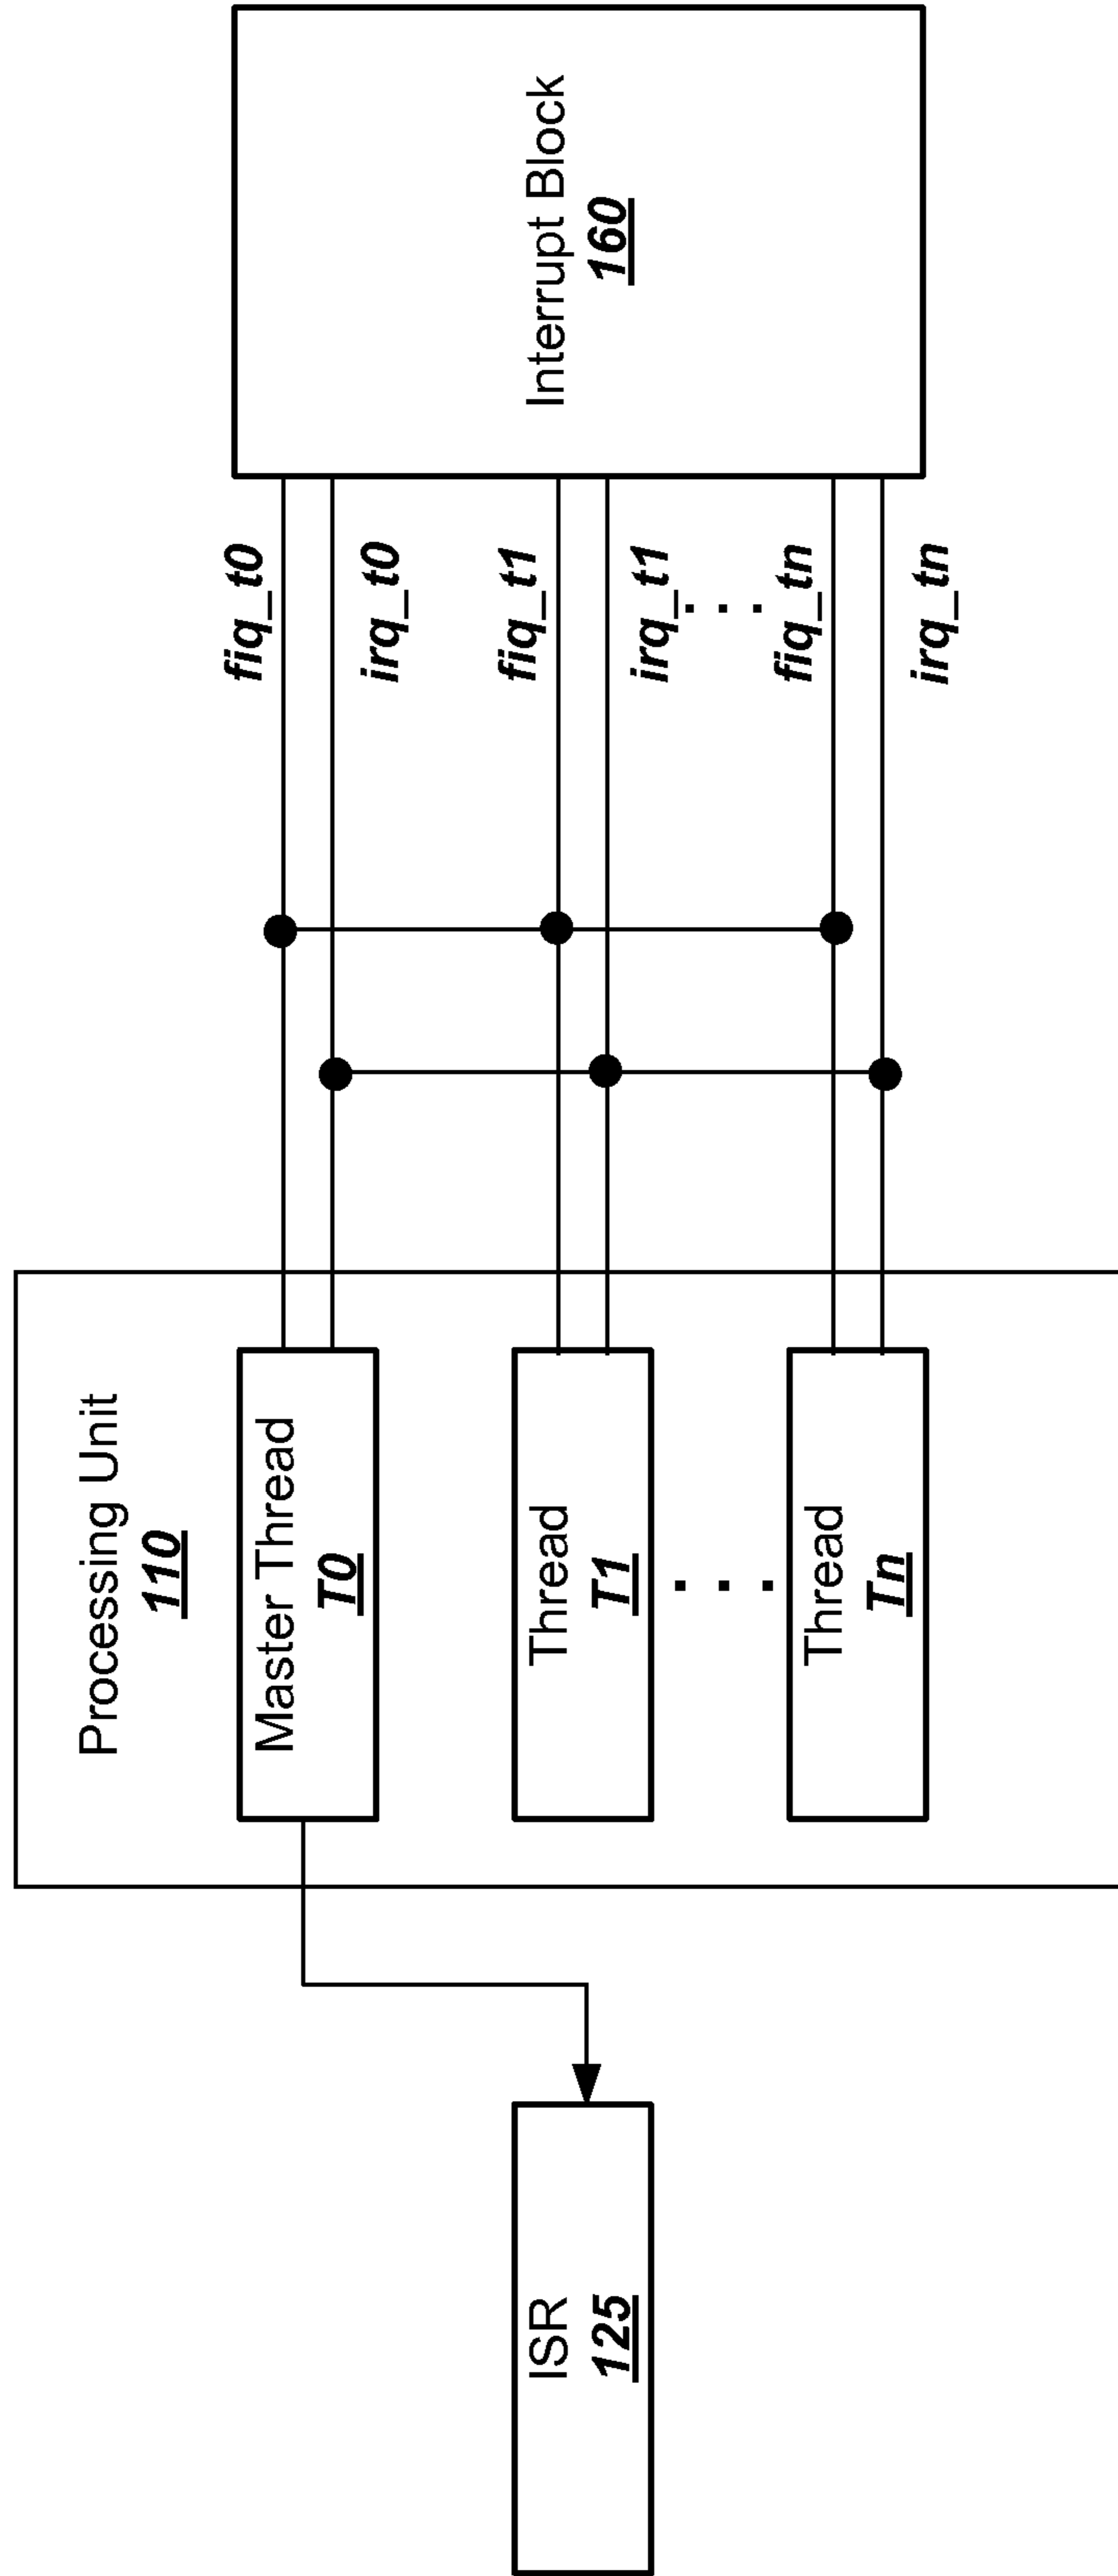 Processing Unit
110
Master Thread
T0
Thread
T1
. . .
Thread
Tn
ISR
125
fiq_t0
irq_t0
fiq_t1
irq_t1
. . .
fiq_tn
irq_tn
Interrupt Block
160